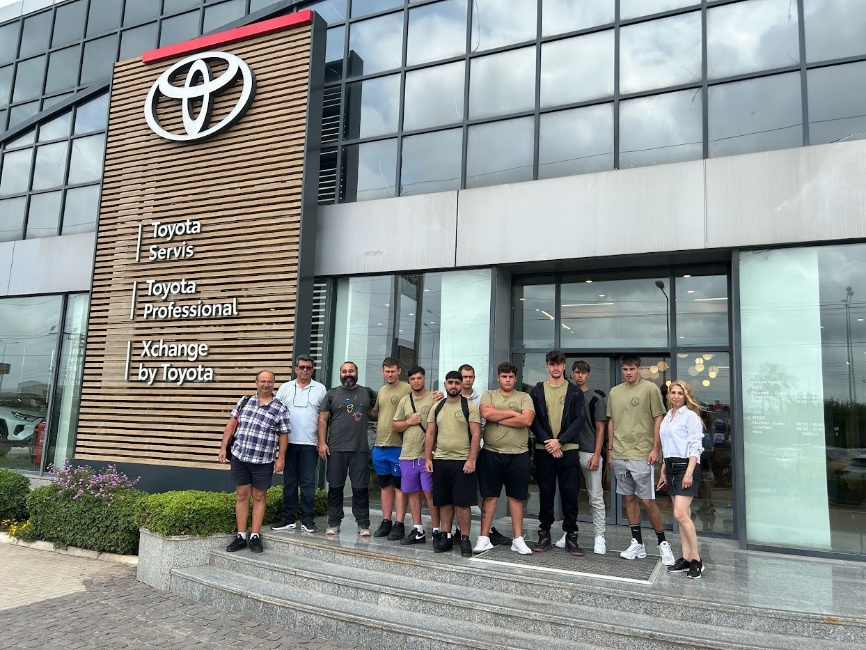 Toyota
Servis
Toyota
Professional
Xchange
by Toyota